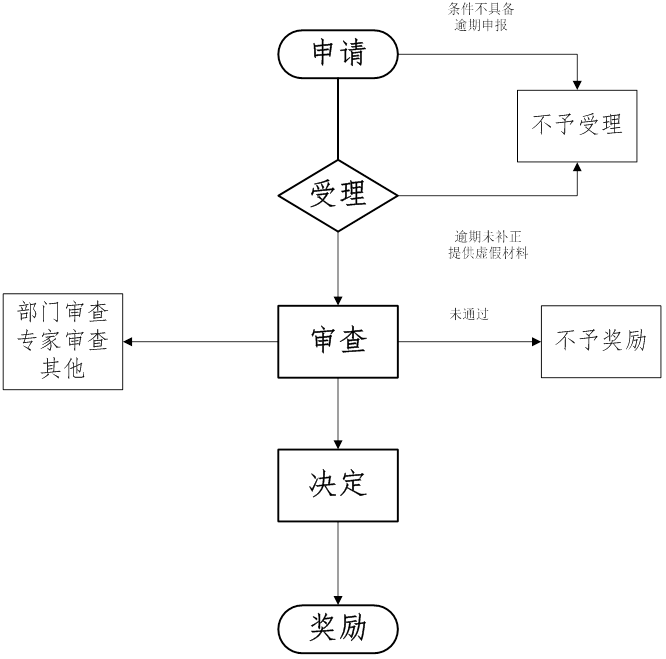 条件不具备
逾期申报
申请
不予受理
受理
逾期未补正
提供虚假材料
部门审查
专家审查
其他
审查
未通过
不予奖励
决定
奖励